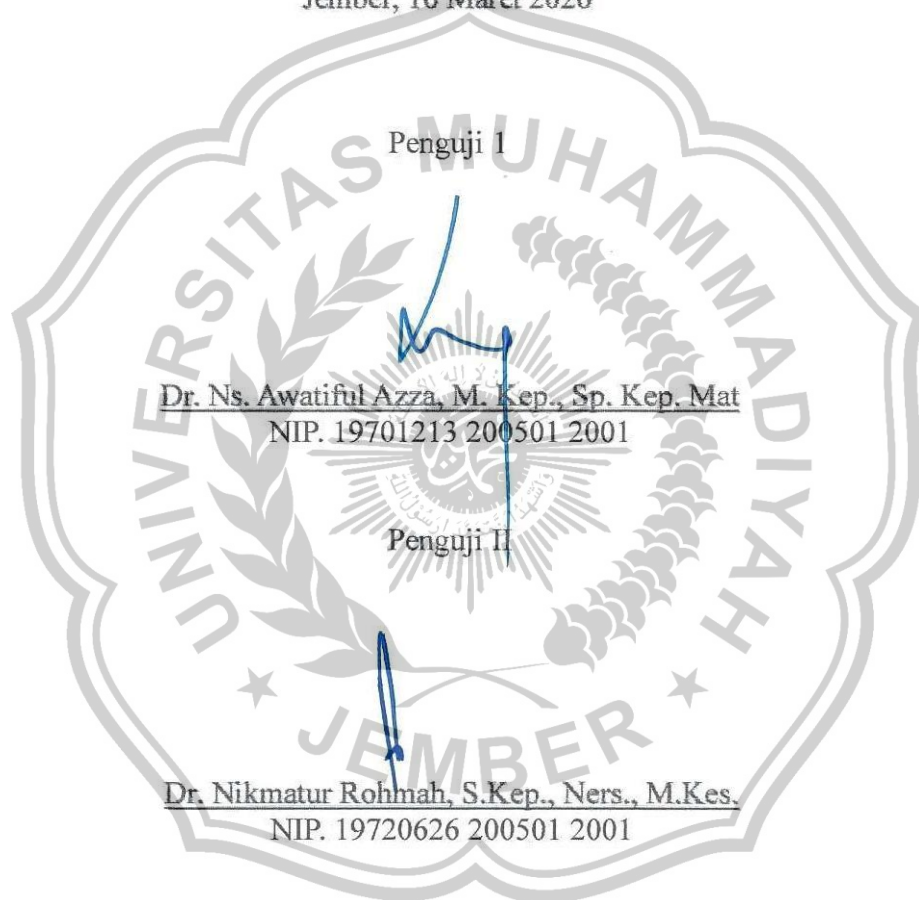 Jember,
Maret
Penguji 1
Dr. Ns. Awatiful Azza, M. Kep., Sp. Kep. Mat
NIP. 19701213 200501 2001
Penguji II
Dr. Nikmatur Rohmah, S.Kep., Ners., M.Kes.
NIP. 19720626 200501 2001
UNIVERSITAS MUHAMMADIYAH
JEMBER